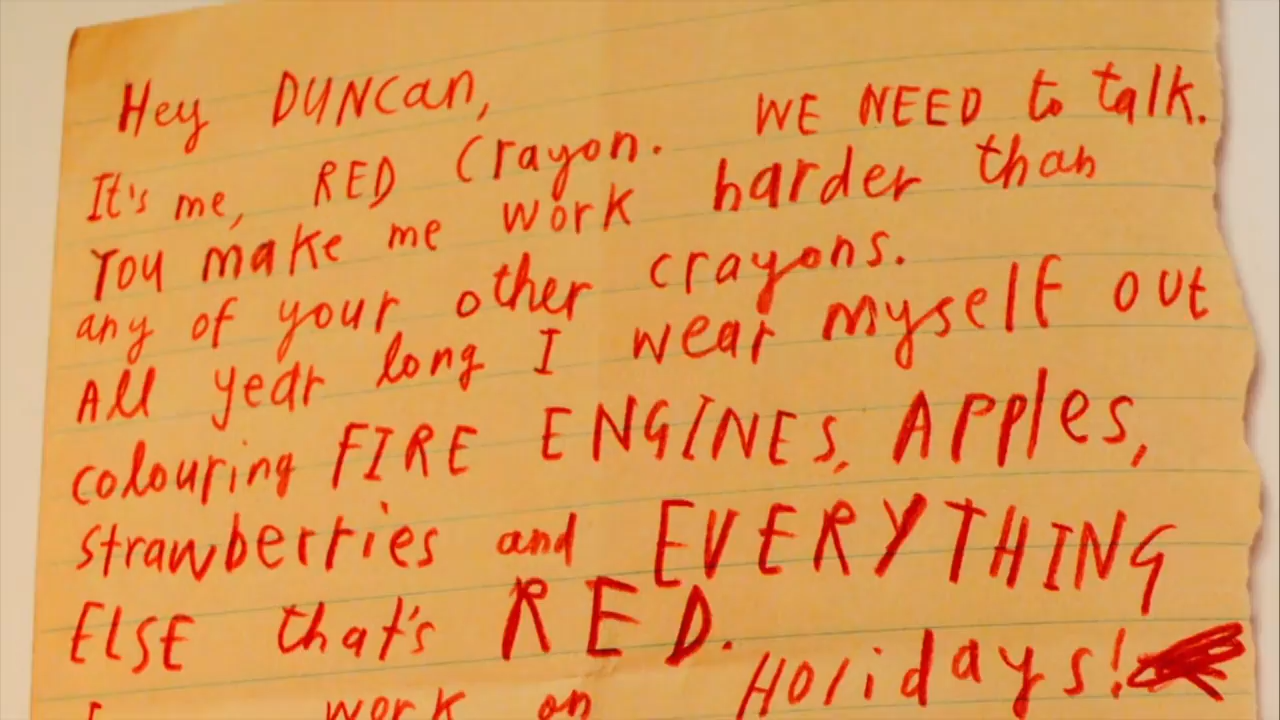 Hey DUNCan,
It's me, RED Crayon. WE NEED to talk.
You make me work harder than
any of your other crayons.
All year long I wear myself out
colouring FIRE ENGINES, Apples,
Strawberries and EVERYTHING
ELSE that's RED.
I work on HOlidays!